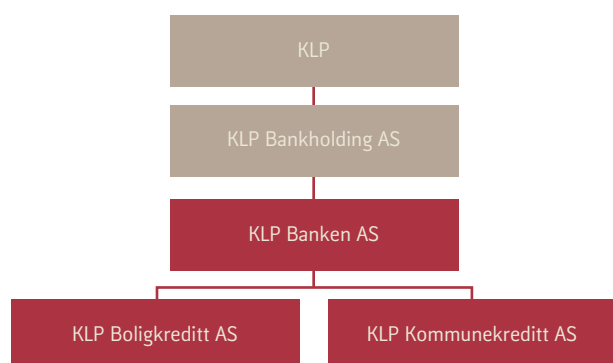 KLP
KLP Bankholding AS
KLP Banken AS
KLP Boligkreditt AS
KLP Kommunekreditt AS